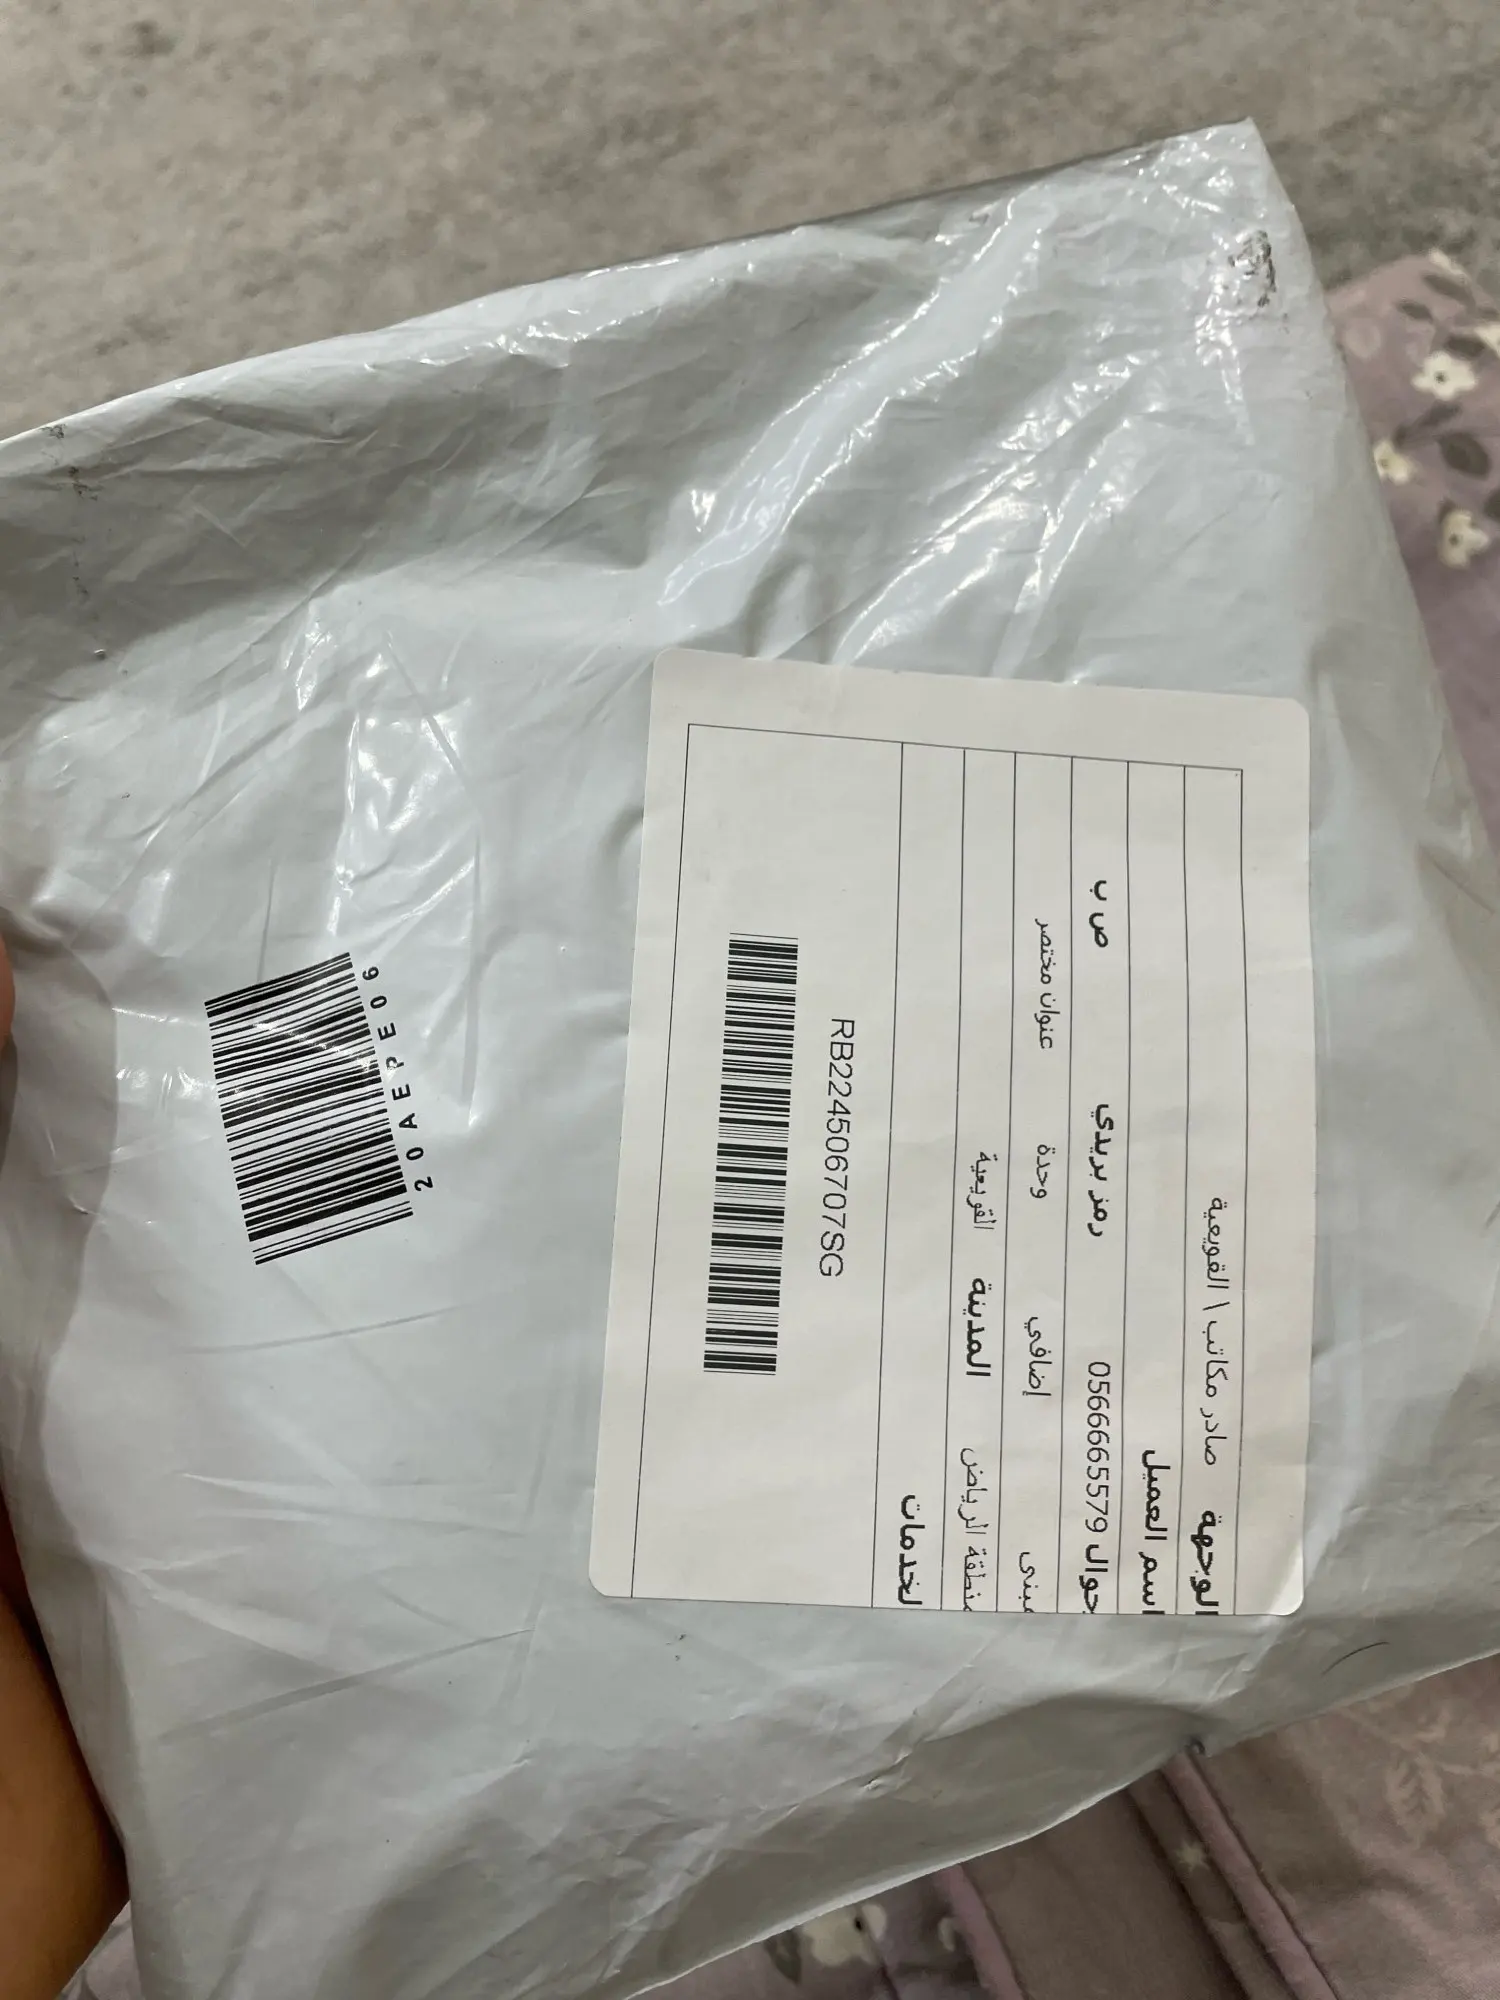 الوجهة صادر مكاتب \ القويعية
اسم العميل
جوال 0566665579 رمز بريدي ص ب
مبنى إضافي وحدة عنوان مختصر
منطقة الرياض المدينة القويعية
لخدمات
RB224506707SG
20AEPE06